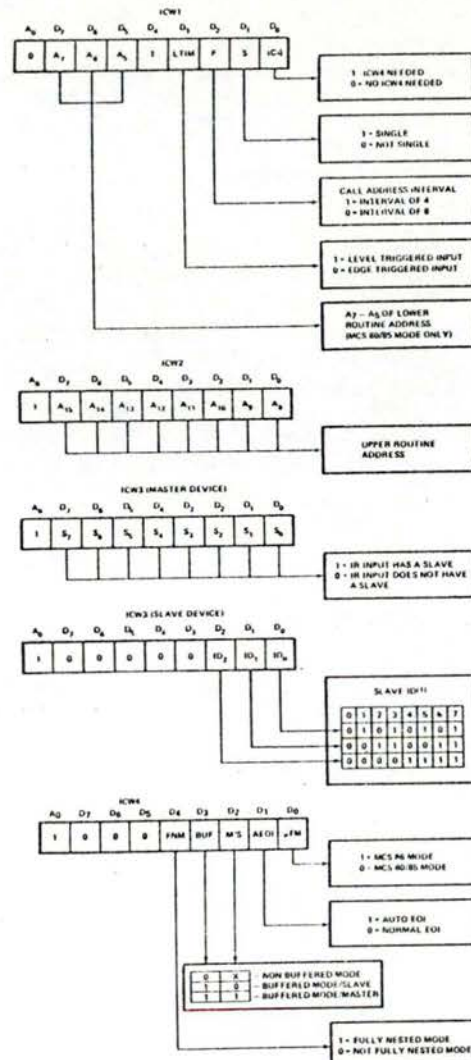 ICW1
A0 D7 D6 D5 D4 D3 D2 D1 D0
0 A7 A6 A5 1 LTIM F S IC4
1 - ICW4 NEEDED
0 = NO ICW4 NEEDED
1 = SINGLE
0 = NOT SINGLE
CALL ADDRESS INTERVAL
1 = INTERVAL OF 4
0 = INTERVAL OF 8
1 = LEVEL TRIGGERED INPUT
0 = EDGE TRIGGERED INPUT
A7 – A5 OF LOWER
ROUTINE ADDRESS
(MCS 80/85 MODE ONLY)
ICW2
A0 D7 D6 D5 D4 D3 D2 D1 D0
1 A15 A14 A13 A12 A11 A10 A9 A8
UPPER ROUTINE
ADDRESS
ICW3 (MASTER DEVICE)
A0 D7 D6 D5 D4 D3 D2 D1 D0
1 S7 S6 S5 S4 S3 S2 S1 S0
1 = IR INPUT HAS A SLAVE
0 = IR INPUT DOES NOT HAVE
A SLAVE
ICW3 (SLAVE DEVICE)
A0 D7 D6 D5 D4 D3 D2 D1 D0
1 0 0 0 0 0 ID2 ID1 ID0
SLAVE ID(1)
0 1 2 3 4 5 6 7
0 1 0 1 0 1 0 1
0 0 1 1 0 0 1 1
0 0 0 0 1 1 1 1
ICW4
A0 D7 D6 D5 D4 D3 D2 D1 D0
1 0 0 0 FNM BUF M/S AEOI μPM
1 = MCS 86 MODE
0 - MCS 80/85 MODE
1 = AUTO EOI
0 = NORMAL EOI
0 X - NON BUFFERED MODE
1 0 - BUFFERED MODE/SLAVE
1 1 - BUFFERED MODE/MASTER
1 = FULLY NESTED MODE
0 = NOT FULLY NESTED MODE